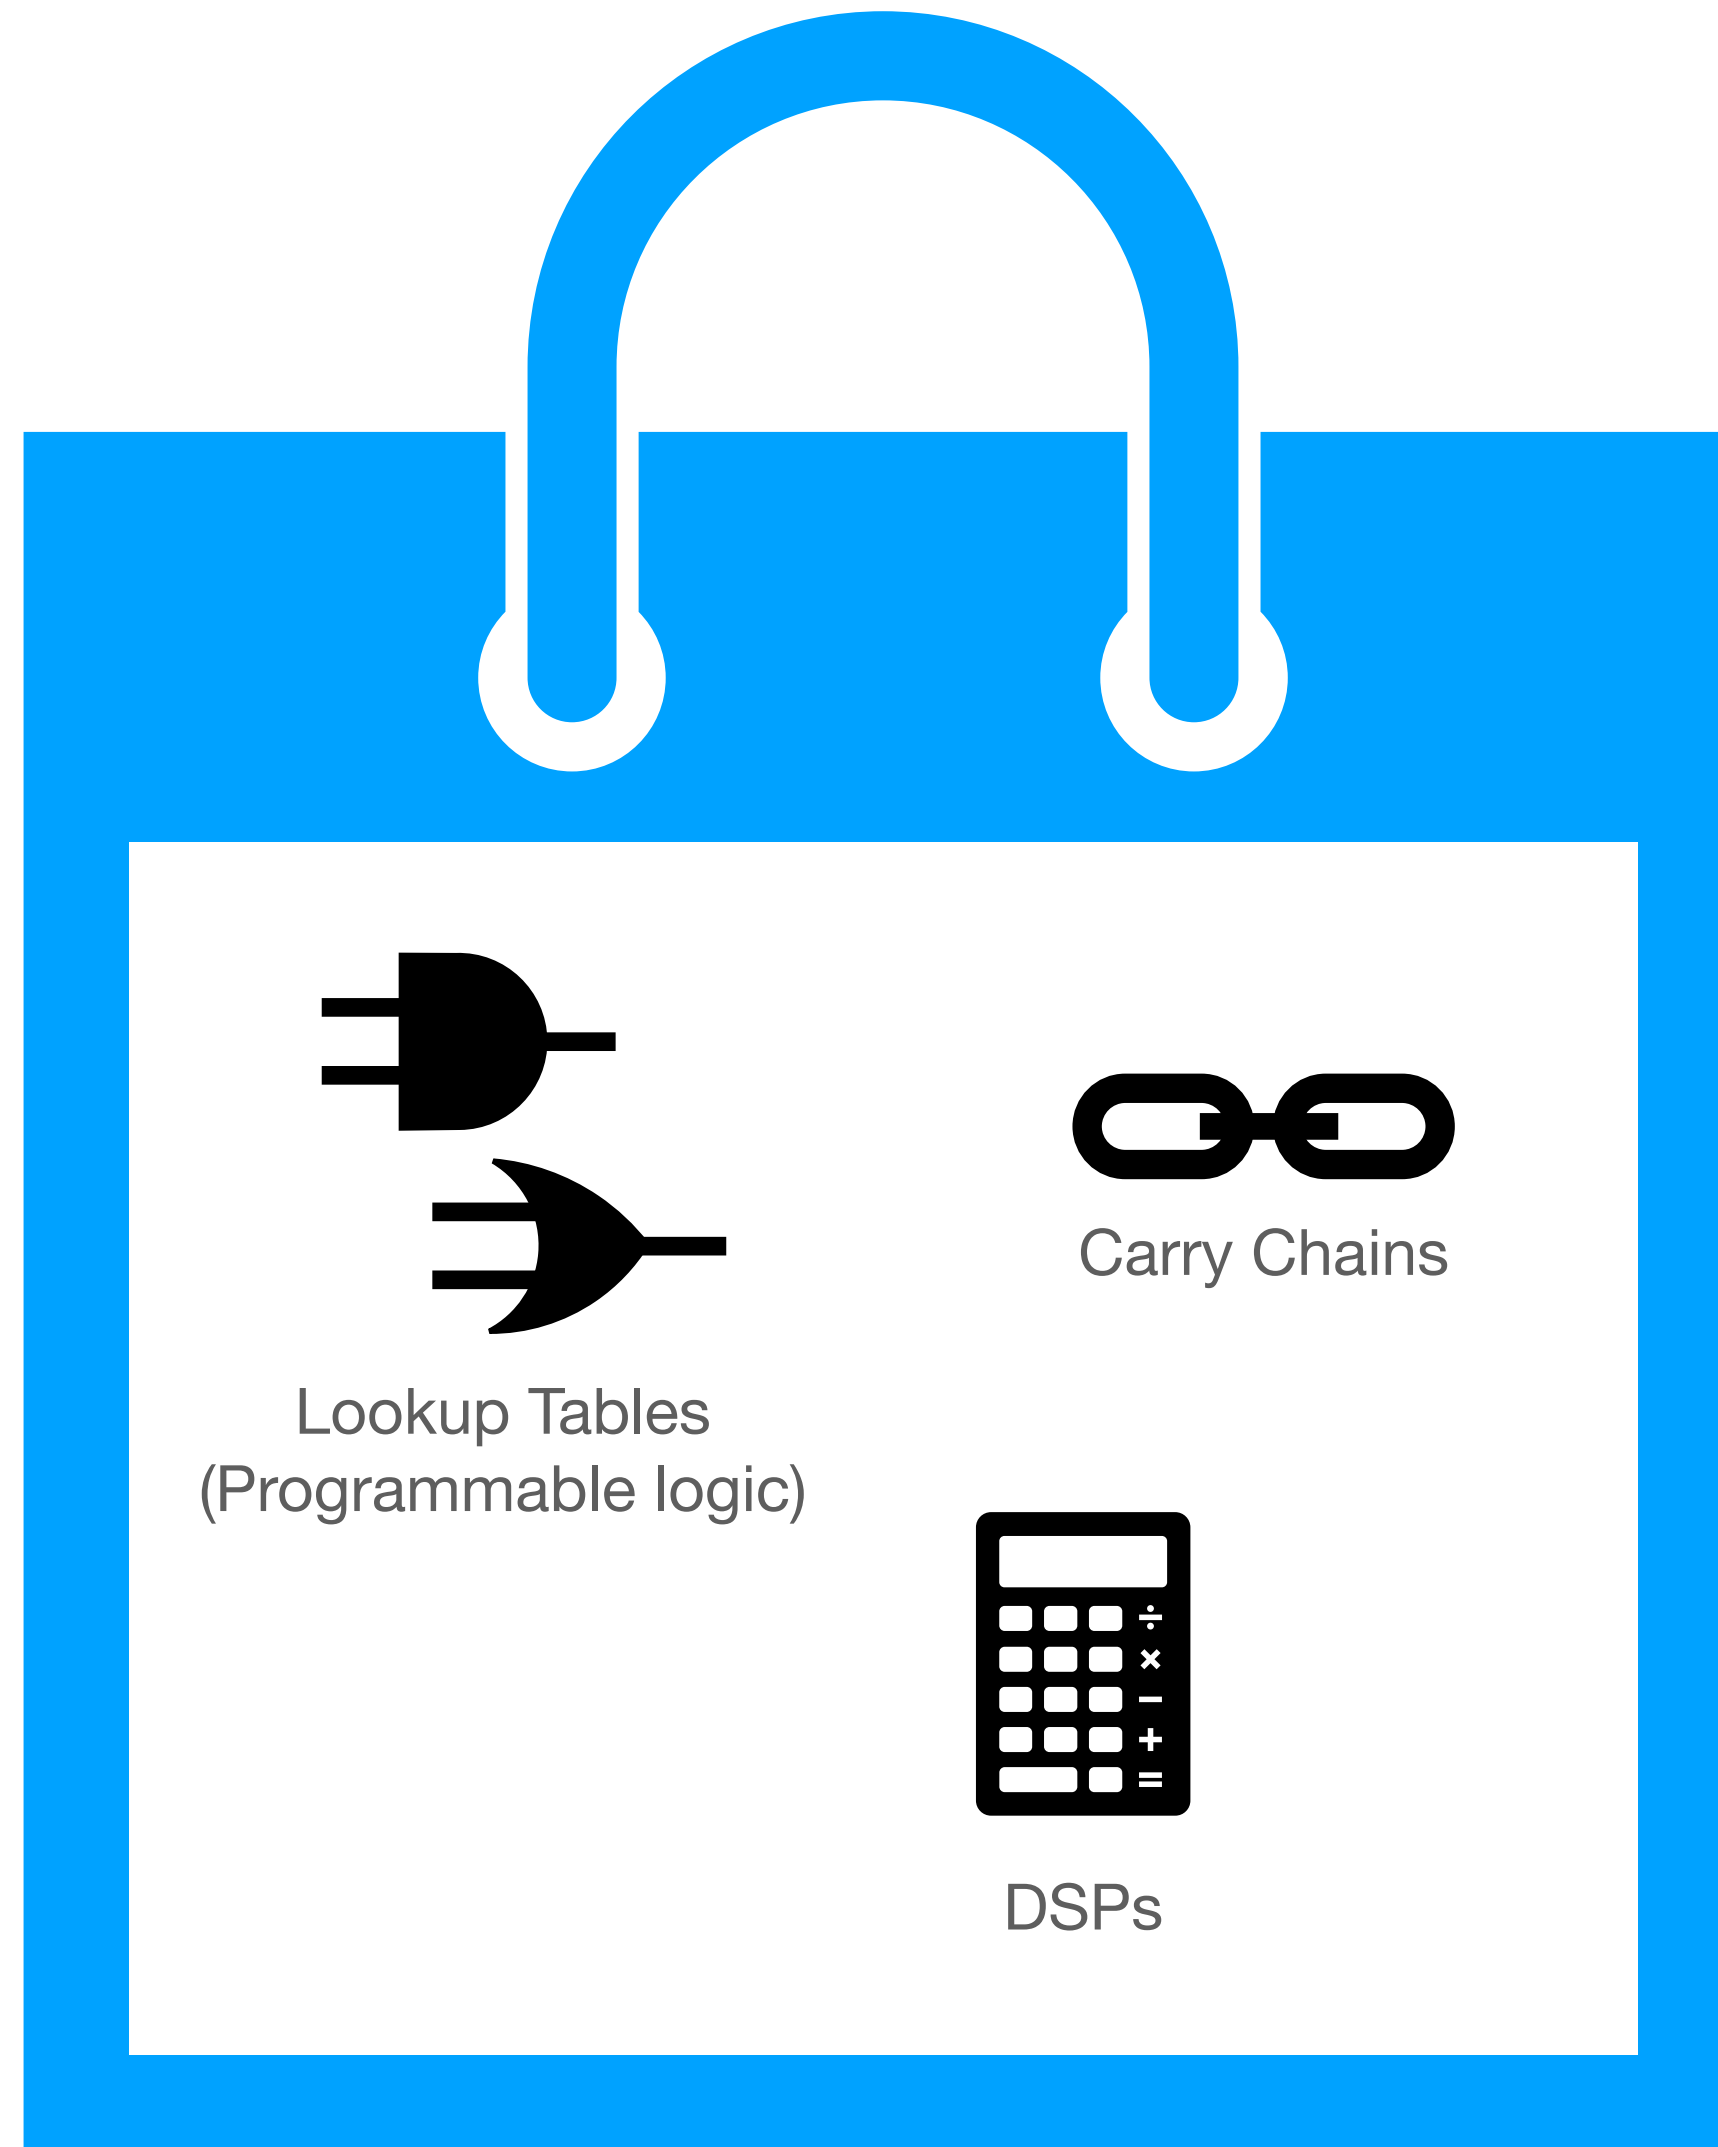 Carry Chains
Lookup Tables
(Programmable logic)
÷
×
−
+
=
DSPs